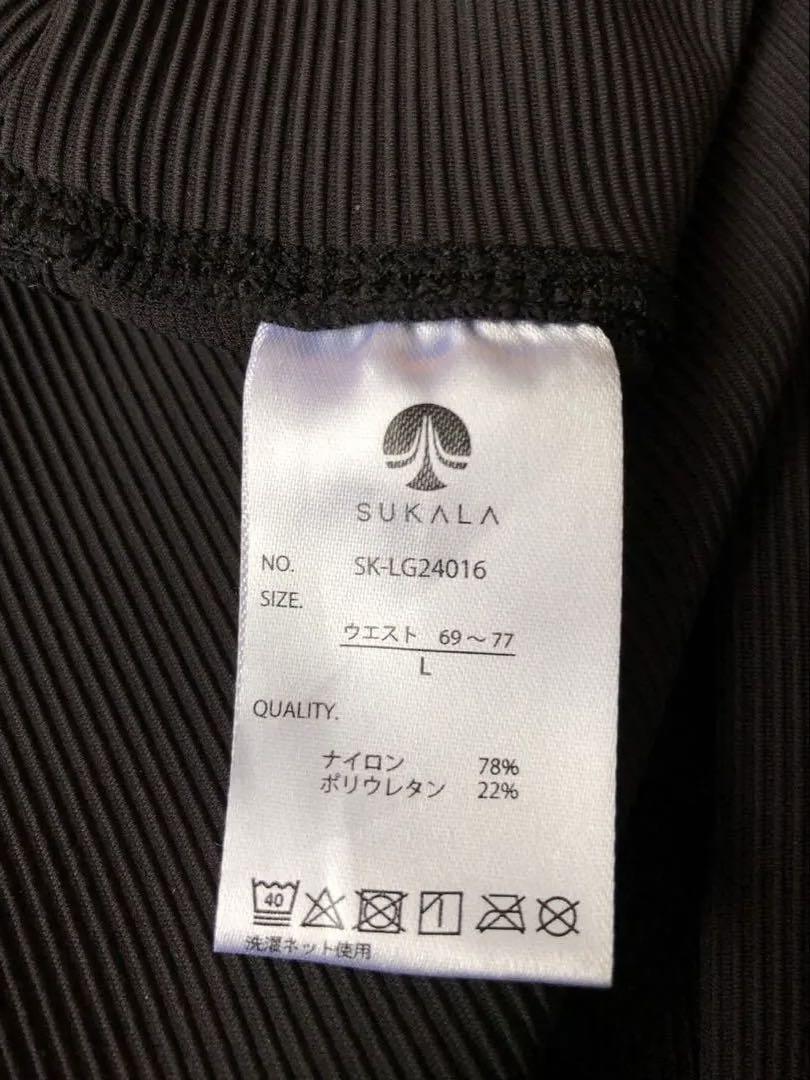 SUKALA
NO. SK-LG24016
SIZE.
ウエスト 69～77
L
QUALITY.
ナイロン 78%
ポリウレタン 22%
40
洗濯ネット使用